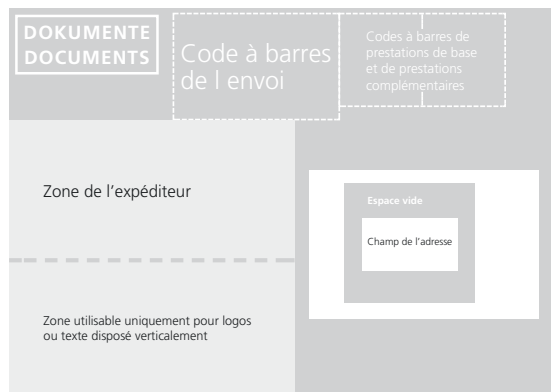 DOKUMENTE
DOCUMENTS
Code à barres
de l envoi
Codes à barres de
prestations de base
et de prestations
complémentaires
Zone de l'expéditeur
Espace vide
Champ de l'adresse
Zone utilisable uniquement pour logos
ou texte disposé verticalement